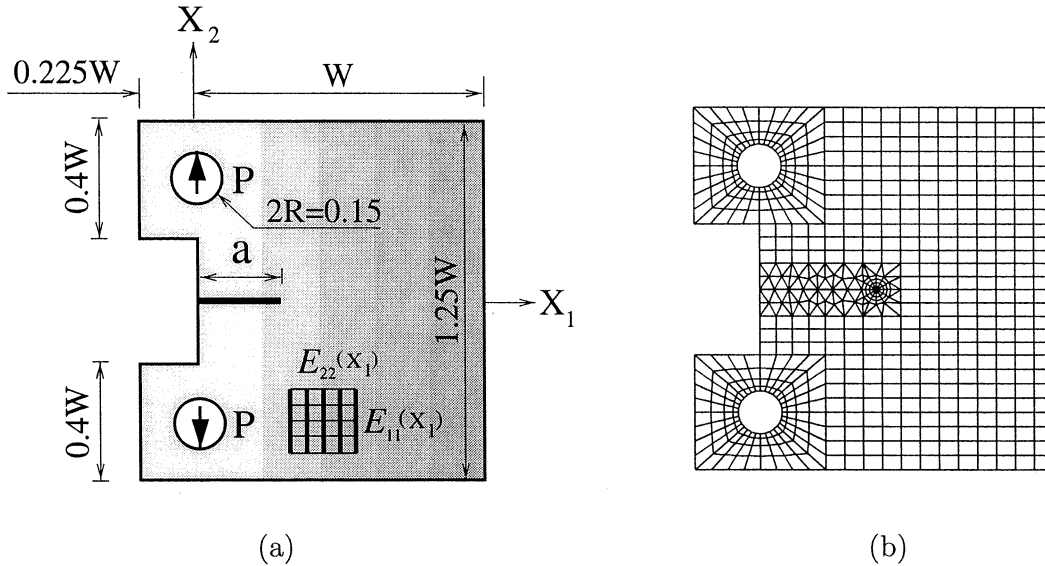 X2
0.225W
W
0.4W
P
2R=0.15
a
1.25W
X1
E22(x1)
E11(x1)
0.4W
P
(a)
(b)